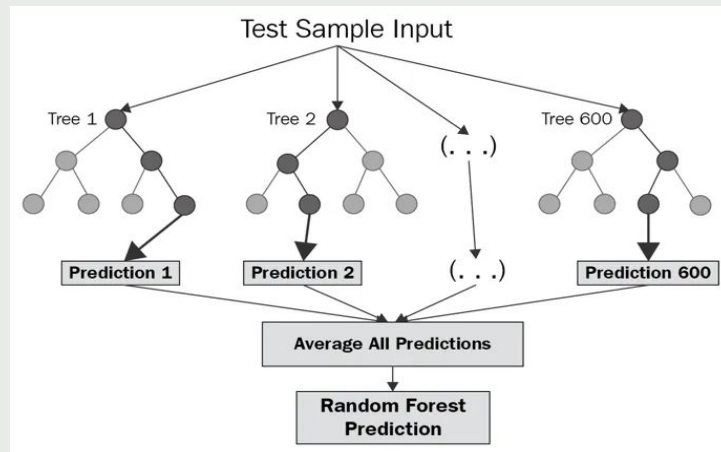 Test Sample Input
Tree 1
Tree 2
(. . .)
Tree 600
Prediction 1
Prediction 2
(. . .)
Prediction 600
Average All Predictions
Random Forest
Prediction